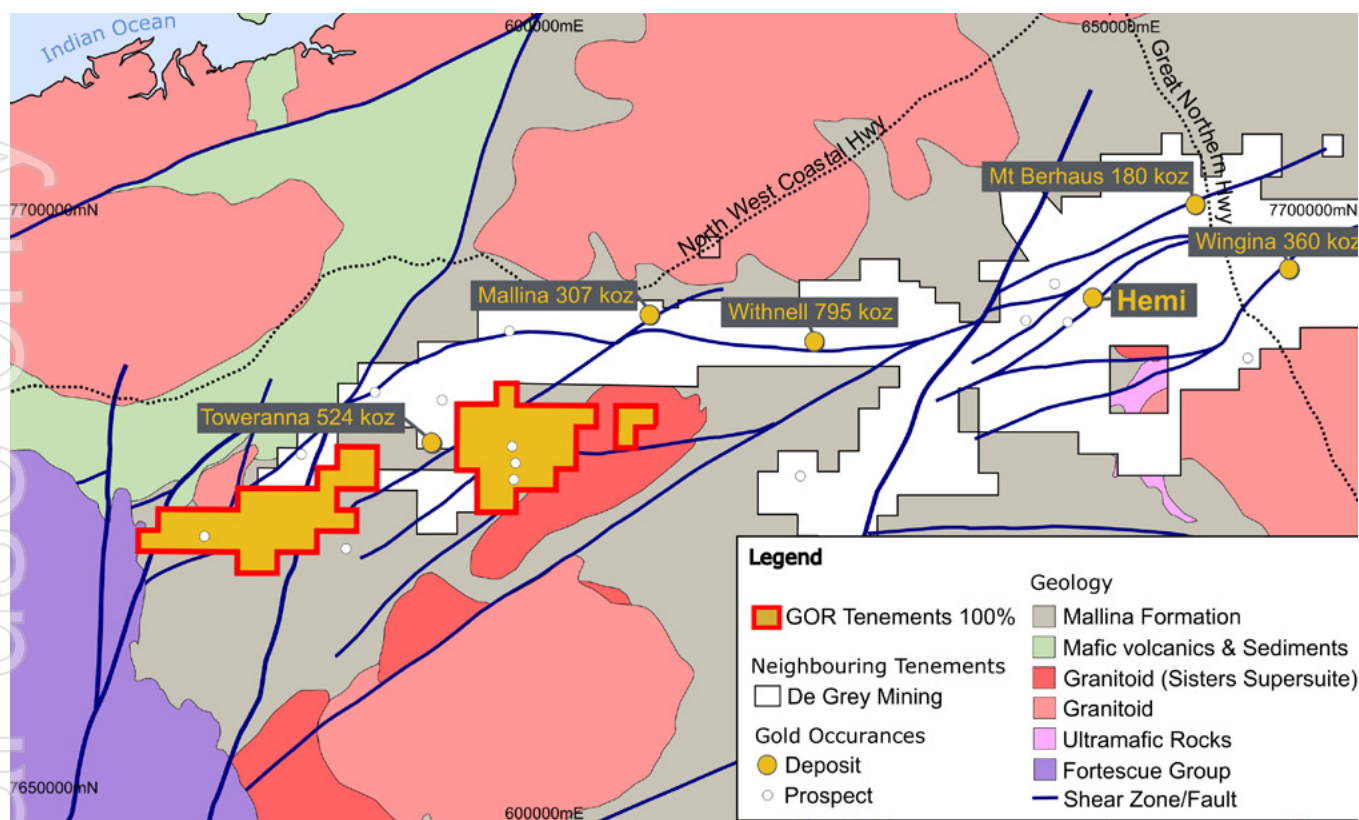 Indian Ocean
600000mE
650000mE
Great Northern Hwy
North West Coastal Hwy
Mt Berhaus 180 koz
7700000mN
7700000mN
Wingina 360 koz
Mallina 307 koz
Hemi
Withnell 795 koz
Toweranna 524 koz
Legend
GOR Tenements 100%
Neighbouring Tenements
De Grey Mining
Gold Occurances
Deposit
Prospect
Geology
Mallina Formation
Mafic volcanics & Sediments
Granitoid (Sisters Supersuite)
Granitoid
Ultramafic Rocks
Fortescue Group
Shear Zone/Fault
7650000mN
600000mE